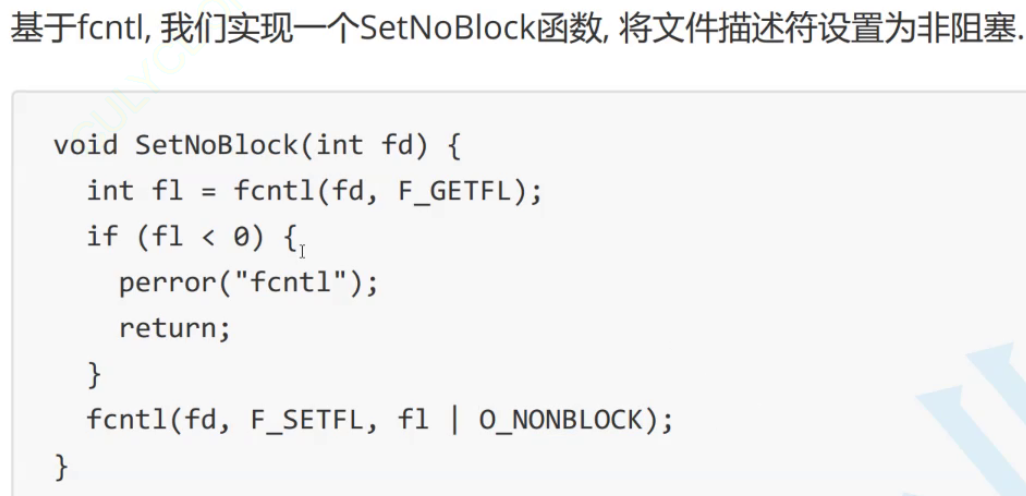 基于fcntl, 我们实现一个SetNoBlock函数, 将文件描述符设置为非阻塞.
void SetNoBlock(int fd) {
  int fl = fcntl(fd, F_GETFL);
  if (fl < 0) {
    perror("fcntl");
    return;
  }
  fcntl(fd, F_SETFL, fl | O_NONBLOCK);
}